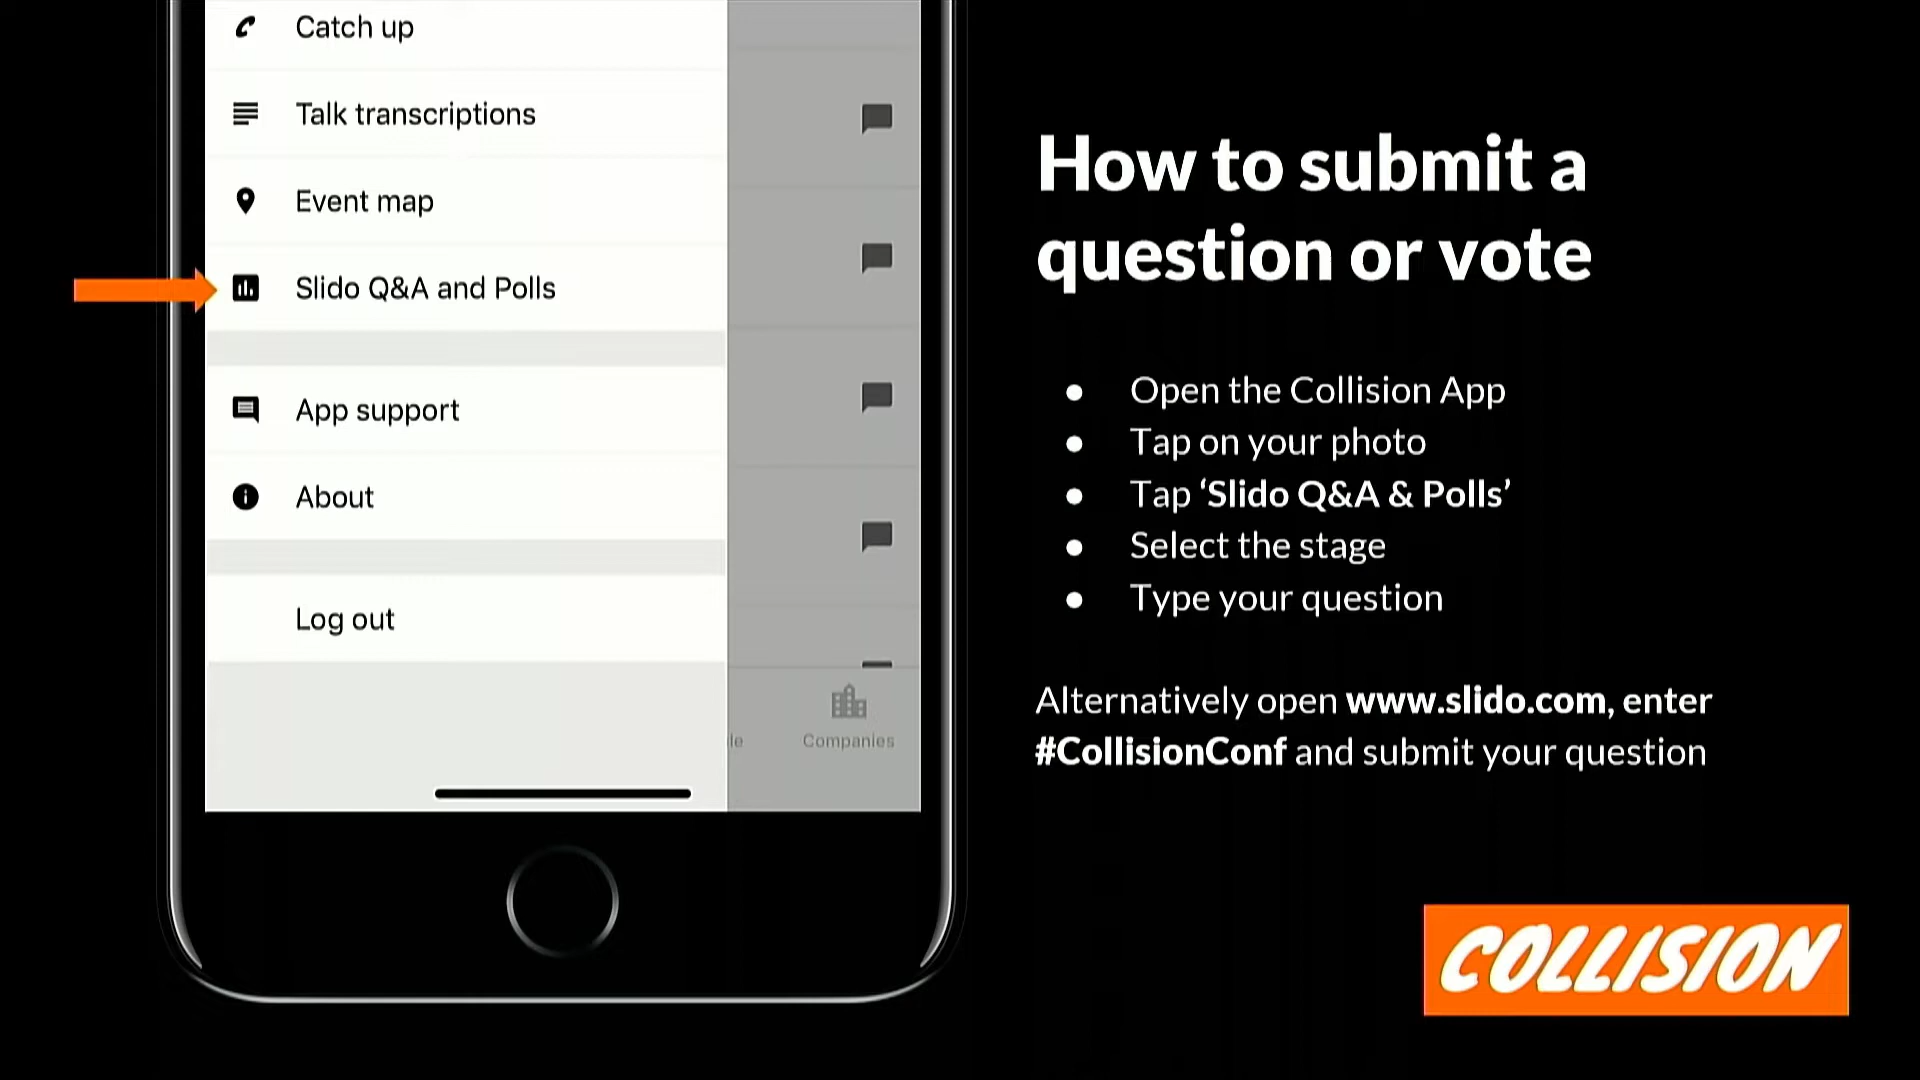 Catch up
Talk transcriptions
Event map
Slido Q&A and Polls
App support
About
Log out
le
Companies
How to submit a
question or vote
● Open the Collision App
● Tap on your photo
● Tap ‘Slido Q&A & Polls’
● Select the stage
● Type your question
Alternatively open www.slido.com, enter
#CollisionConf and submit your question
COLLISION